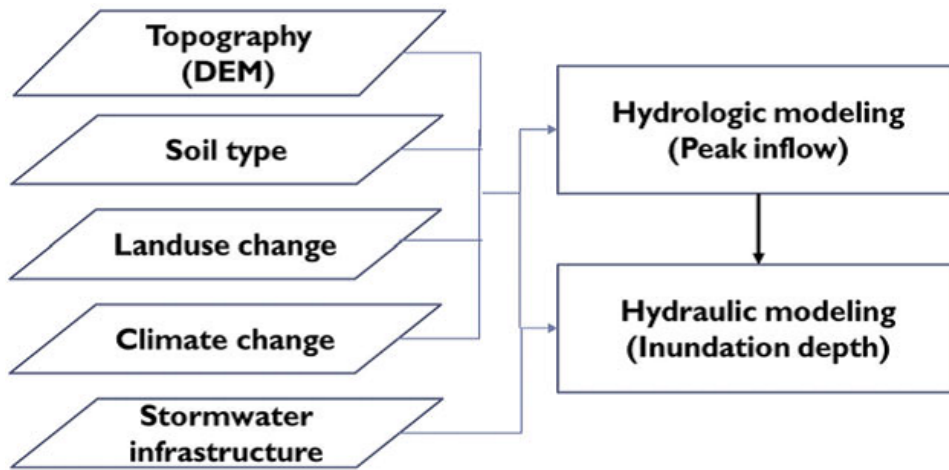 Topography
(DEM)
Soil type
Landuse change
Climate change
Stormwater
infrastructure
Hydrologic modeling
(Peak inflow)
Hydraulic modeling
(Inundation depth)